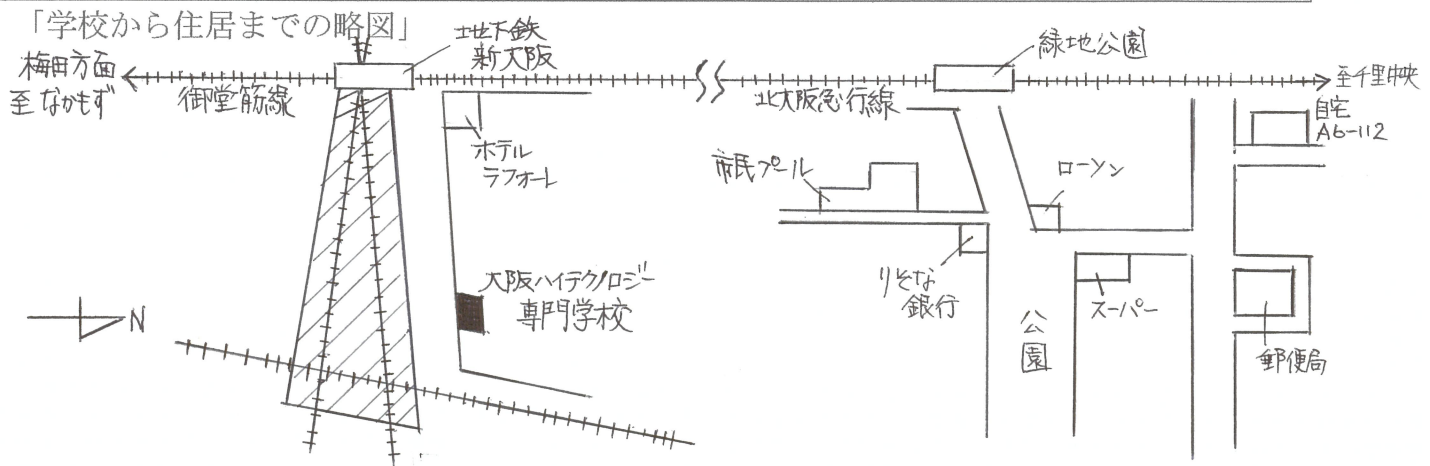 「学校から住居までの略図」
梅田方面
至 なかもず
御堂筋線
地下鉄
新大阪
北大阪急行線
緑地公園
至千里中央
自宅
A6-112
ホテル
ラフォーレ
市民プール
ローソン
大阪ハイテクノロジー
専門学校
りそな
銀行
スーパー
公
園
郵便局
N